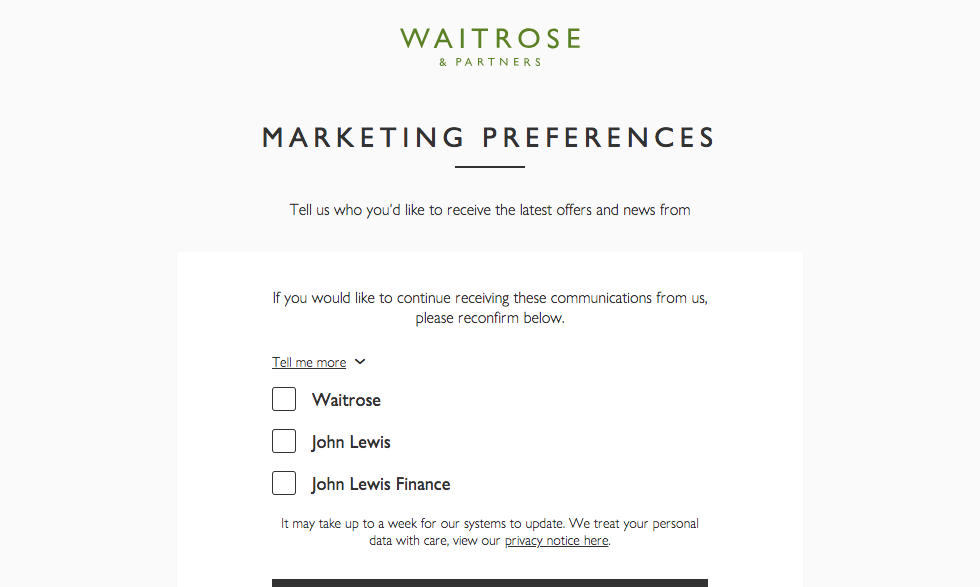 WAITROSE
& PARTNERS
MARKETING PREFERENCES
Tell us who you'd like to receive the latest offers and news from
If you would like to continue receiving these communications from us,
please reconfirm below.
Tell me more
Waitrose
John Lewis
John Lewis Finance
It may take up to a week for our systems to update. We treat your personal
data with care, view our privacy notice here.